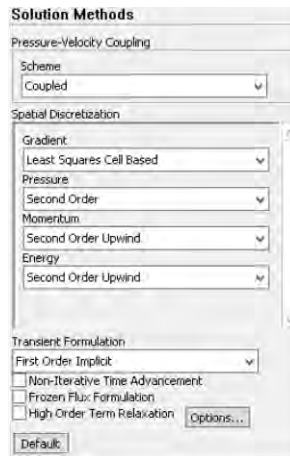 Solution Methods
Pressure-Velocity Coupling
Scheme
Coupled
Spatial Discretization
Gradient
Least Squares Cell Based
Pressure
Second Order
Momentum
Second Order Upwind
Energy
Second Order Upwind
Transient Formulation
First Order Implicit
Non-Iterative Time Advancement
Frozen Flux Formulation
High Order Term Relaxation Options...
Default